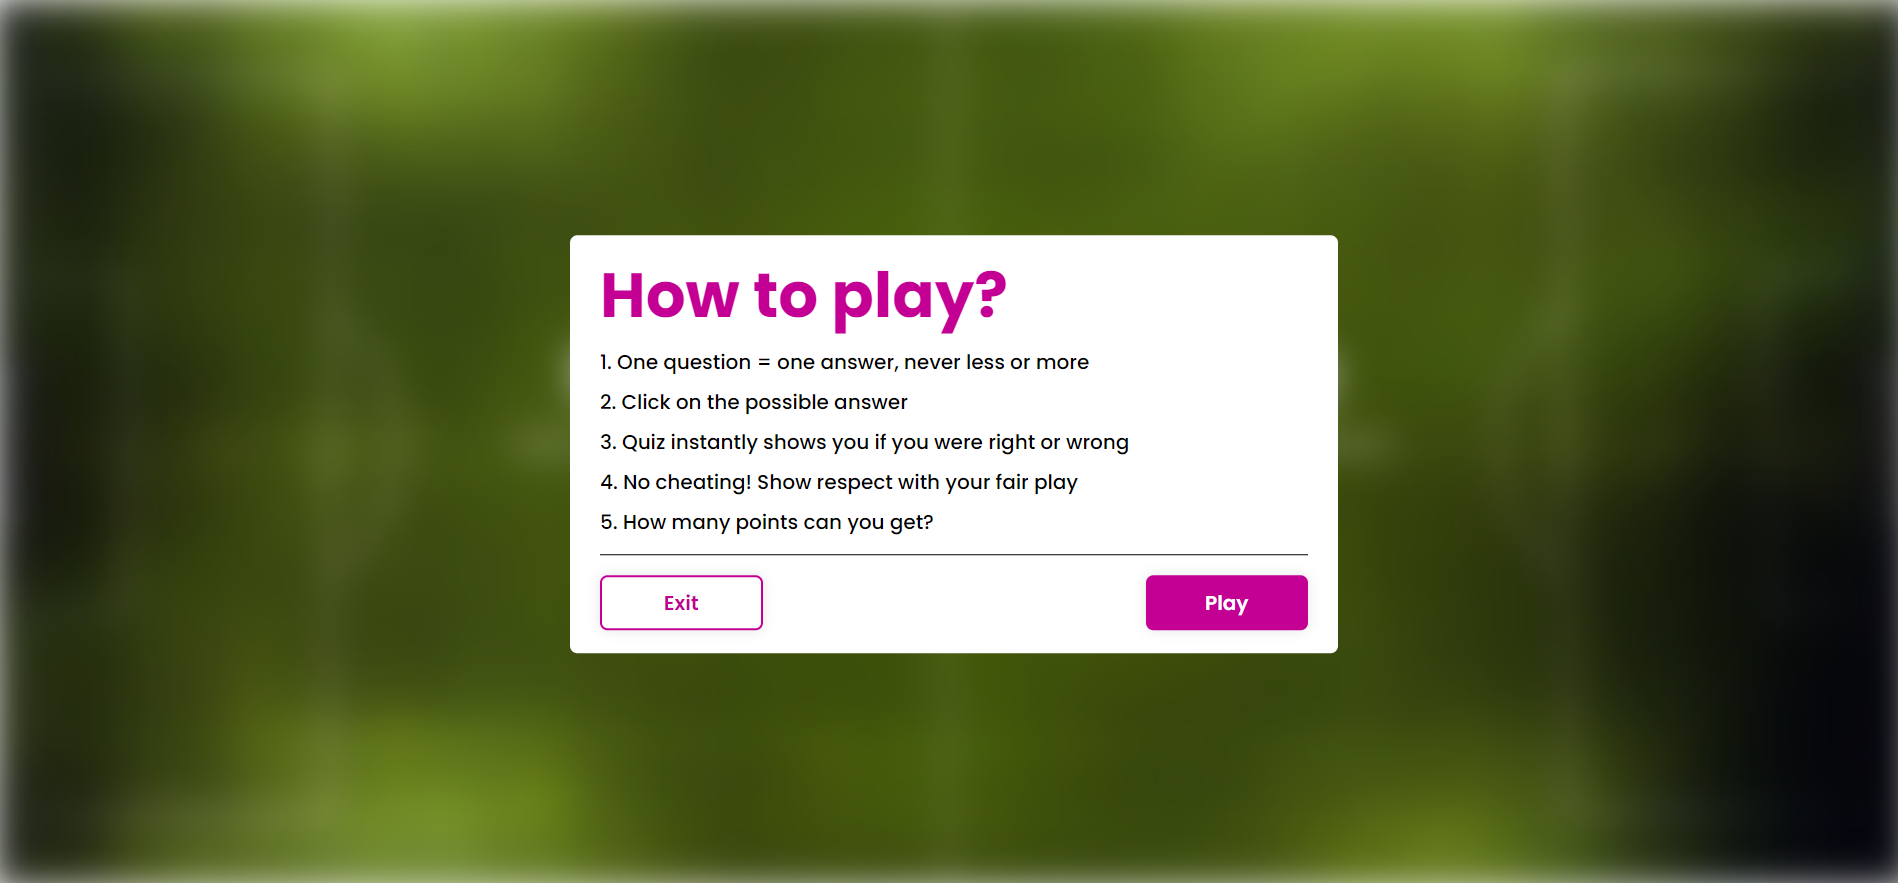 How to play?
1. One question = one answer, never less or more
2. Click on the possible answer
3. Quiz instantly shows you if you were right or wrong
4. No cheating! Show respect with your fair play
5. How many points can you get?
Exit
Play